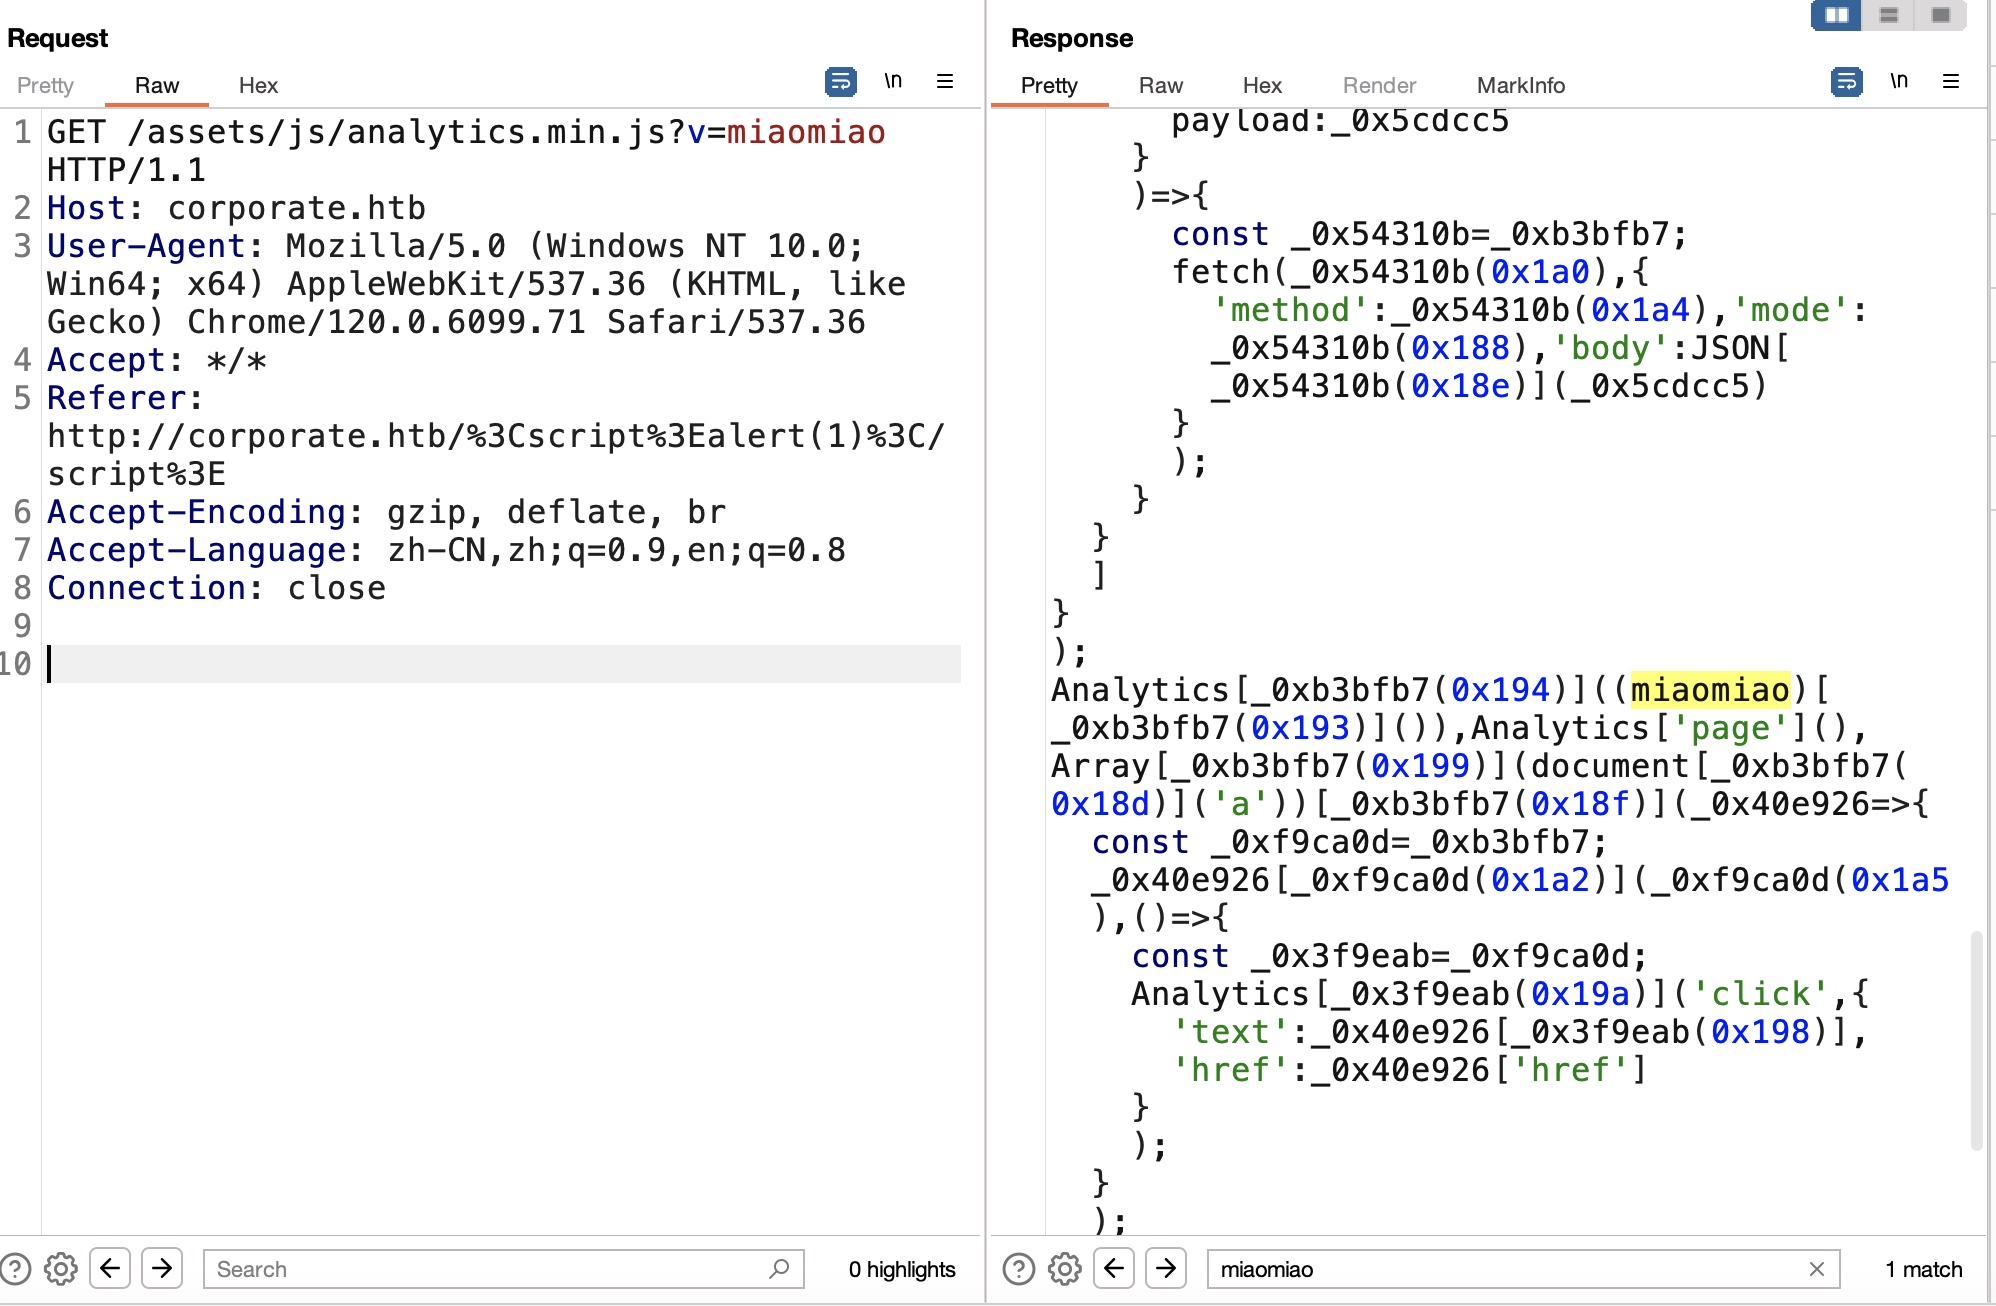 Request
Pretty Raw Hex \n
1 GET /assets/js/analytics.min.js?v=miaomiao
HTTP/1.1
2 Host: corporate.htb
3 User-Agent: Mozilla/5.0 (Windows NT 10.0;
Win64; x64) AppleWebKit/537.36 (KHTML, like
Gecko) Chrome/120.0.6099.71 Safari/537.36
4 Accept: */*
5 Referer:
http://corporate.htb/%3Cscript%3Ealert(1)%3C/
script%3E
6 Accept-Encoding: gzip, deflate, br
7 Accept-Language: zh-CN,zh;q=0.9,en;q=0.8
8 Connection: close
9
10
Search
0 highlights
Response
Pretty Raw Hex Render MarkInfo \n
payload:_0x5cdcc5
}
)=>{
const _0x54310b=_0xb3bfb7;
fetch(_0x54310b(0x1a0),{
'method':_0x54310b(0x1a4),'mode':
_0x54310b(0x188),'body':JSON[
_0x54310b(0x18e)](_0x5cdcc5)
}
);
}
}
]
}
);
Analytics[_0xb3bfb7(0x194)]((miaomiao)[
_0xb3bfb7(0x193)]()),Analytics['page'](),
Array[_0xb3bfb7(0x199)](document[_0xb3bfb7(
0x18d)]('a'))[_0xb3bfb7(0x18f)](_0x40e926=>{
const _0xf9ca0d=_0xb3bfb7;
_0x40e926[_0xf9ca0d(0x1a2)](_0xf9ca0d(0x1a5
),()=>{
const _0x3f9eab=_0xf9ca0d;
Analytics[_0x3f9eab(0x19a)]('click',{
'text':_0x40e926[_0x3f9eab(0x198)],
'href':_0x40e926['href']
}
);
}
);
miaomiao
1 match